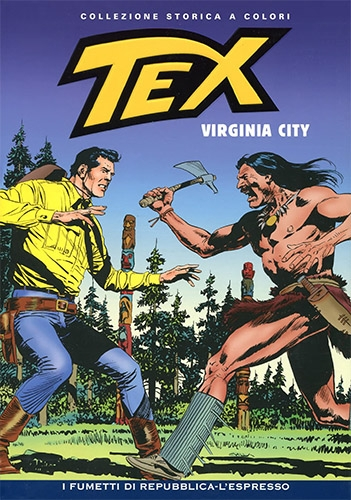 COLLEZIONE STORICA A COLORI
TEX
VIRGINIA CITY
I FUMETTI DI REPUBBLICA-L'ESPRESSO